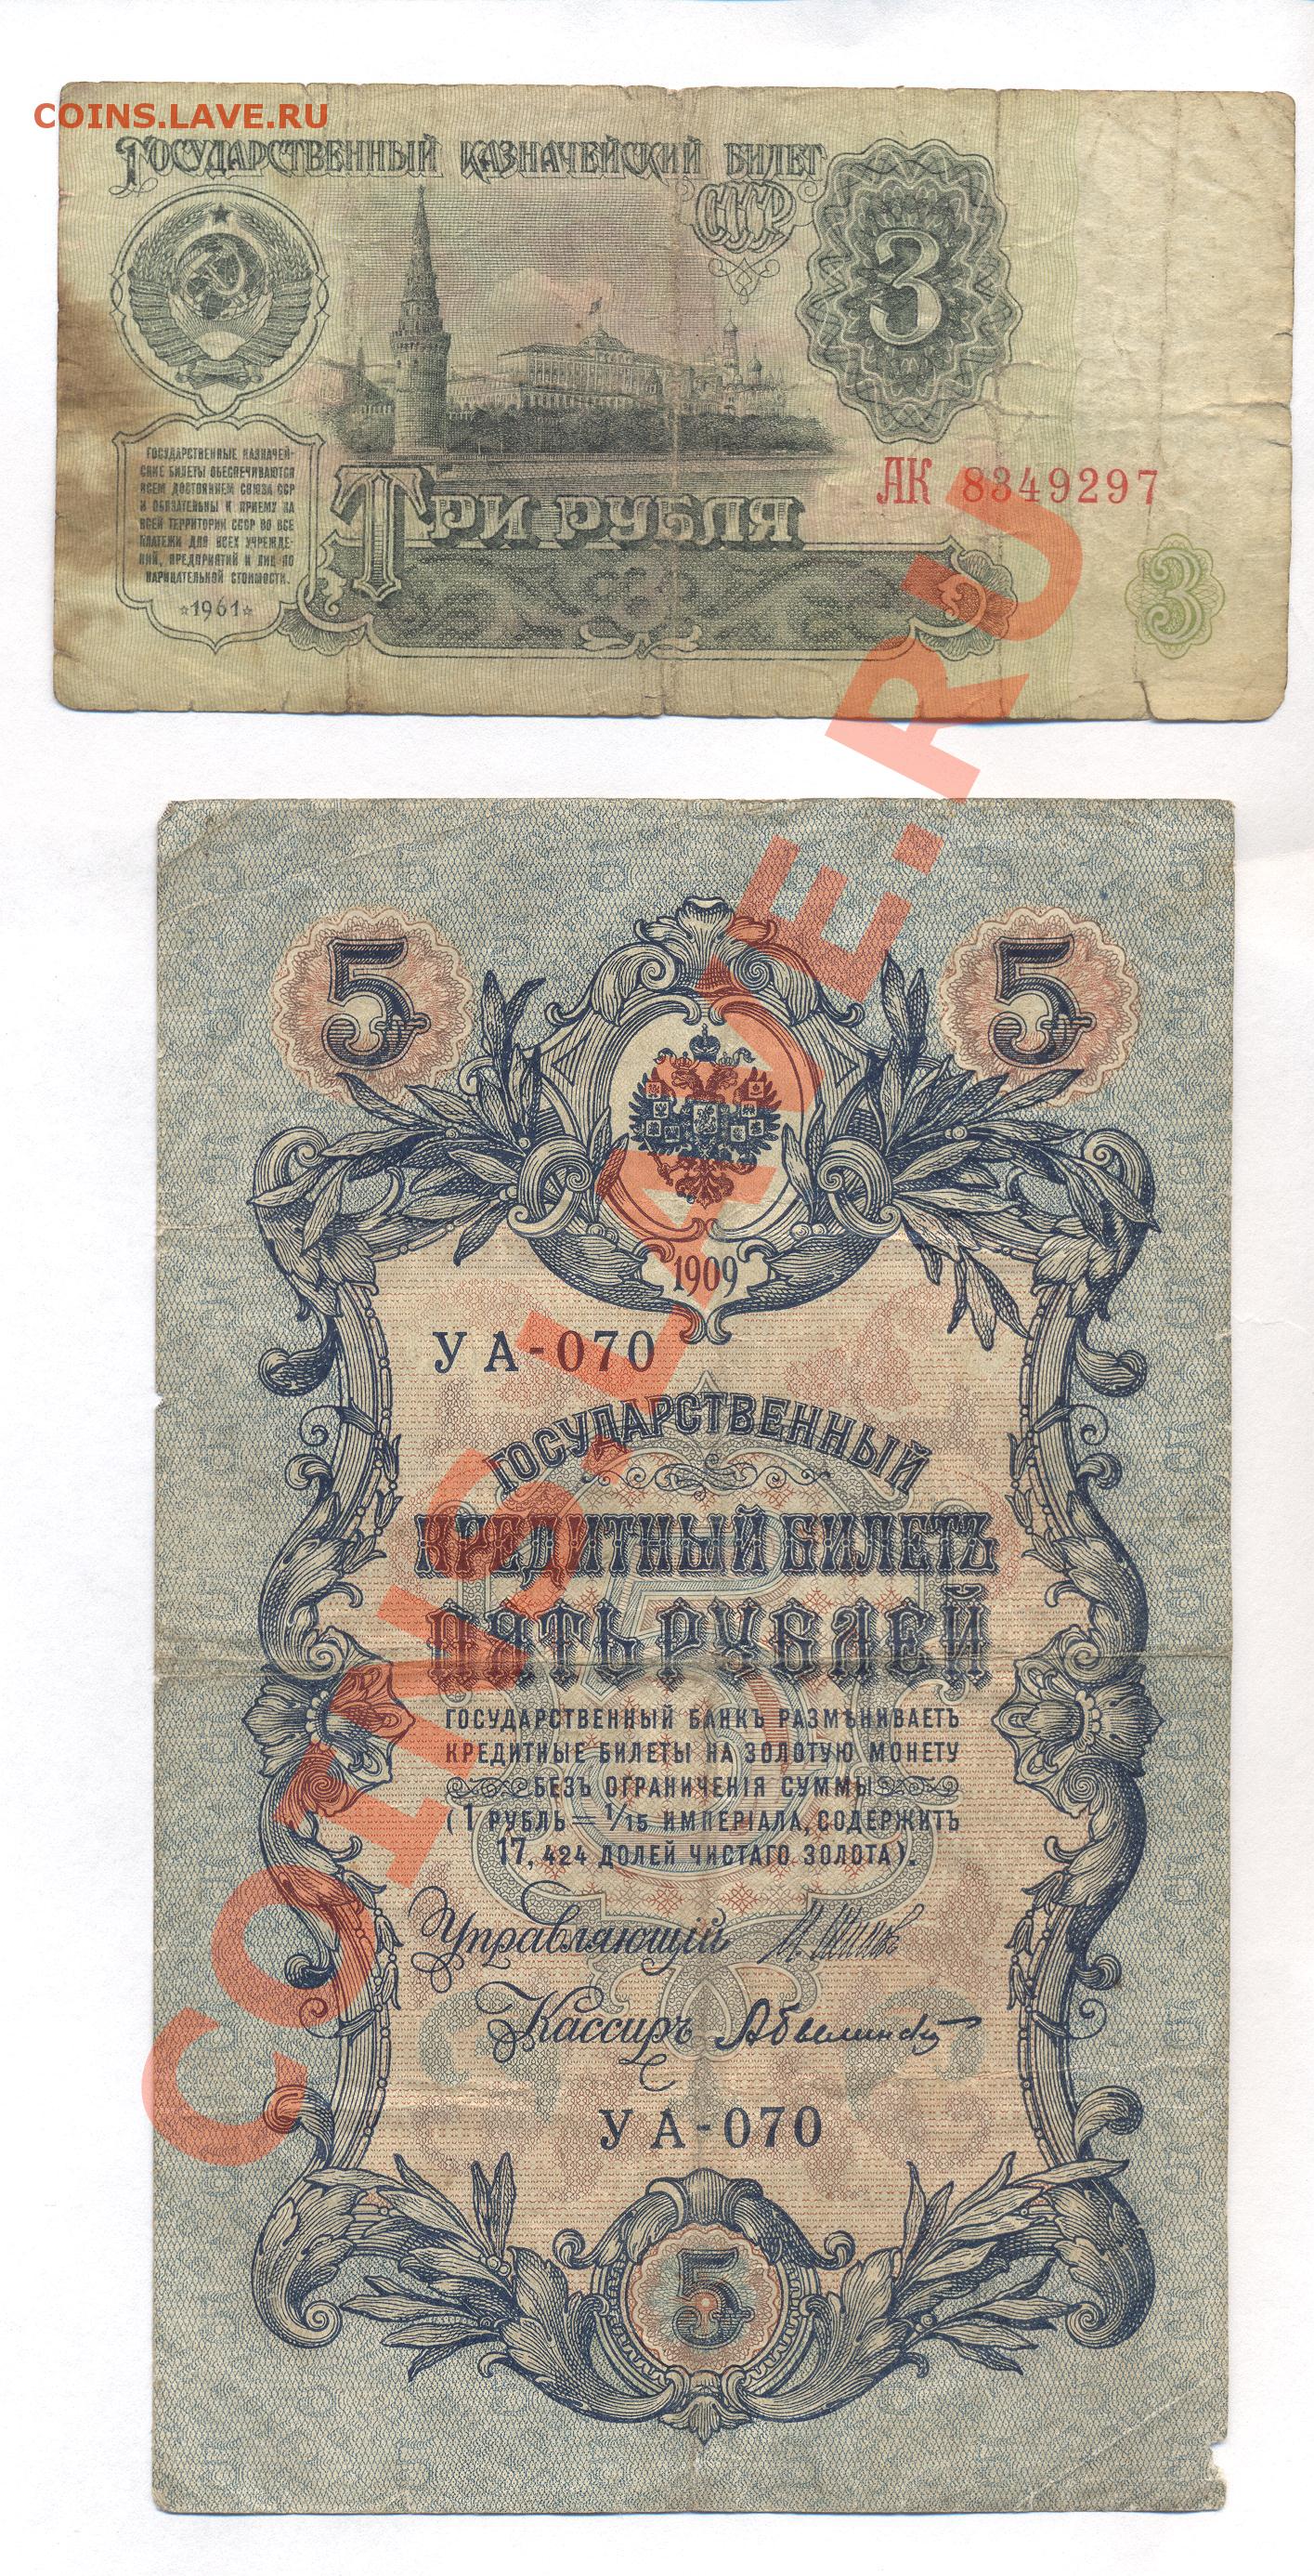 COINS.LAVE.RU
ГОСУДАРСТВЕННЫЙ КАЗНАЧЕЙСКИЙ БИЛЕТ
СССР
3
ГОСУДАРСТВЕННЫЕ КАЗНАЧЕЙ-
СКИЕ БИЛЕТЫ ОБЕСПЕЧИВАЮТСЯ
ВСЕМ ДОСТОЯНИЕМ СОЮЗА ССР
И ОБЯЗАТЕЛЬНЫ К ПРИЕМУ НА
ВСЕЙ ТЕРРИТОРИИ СССР ВО ВСЕ
ПЛАТЕЖИ ДЛЯ ВСЕХ УЧРЕЖДЕ-
НИЙ, ПРЕДПРИЯТИЙ И ЛИЦ ПО
НАРИЦАТЕЛЬНОЙ СТОИМОСТИ.
1961
АК 8349297
ТРИ РУБЛЯ
3
COINS.LAVE.RU
5 5
1909
УА-070
ГОСУДАРСТВЕННЫЙ
КРЕДИТНЫЙ БИЛЕТЪ
ПЯТЬ РУБЛЕЙ
ГОСУДАРСТВЕННЫЙ БАНКЪ РАЗМѢНИВАЕТЪ
КРЕДИТНЫЕ БИЛЕТЫ НА ЗОЛОТУЮ МОНЕТУ
БЕЗЪ ОГРАНИЧЕНІЯ СУММЫ
(1 РУБЛЬ = 1/15 ИМПЕРІАЛА, СОДЕРЖИТЪ
17,424 ДОЛЕЙ ЧИСТАГО ЗОЛОТА).
Управляющій
Кассиръ
УА-070
5